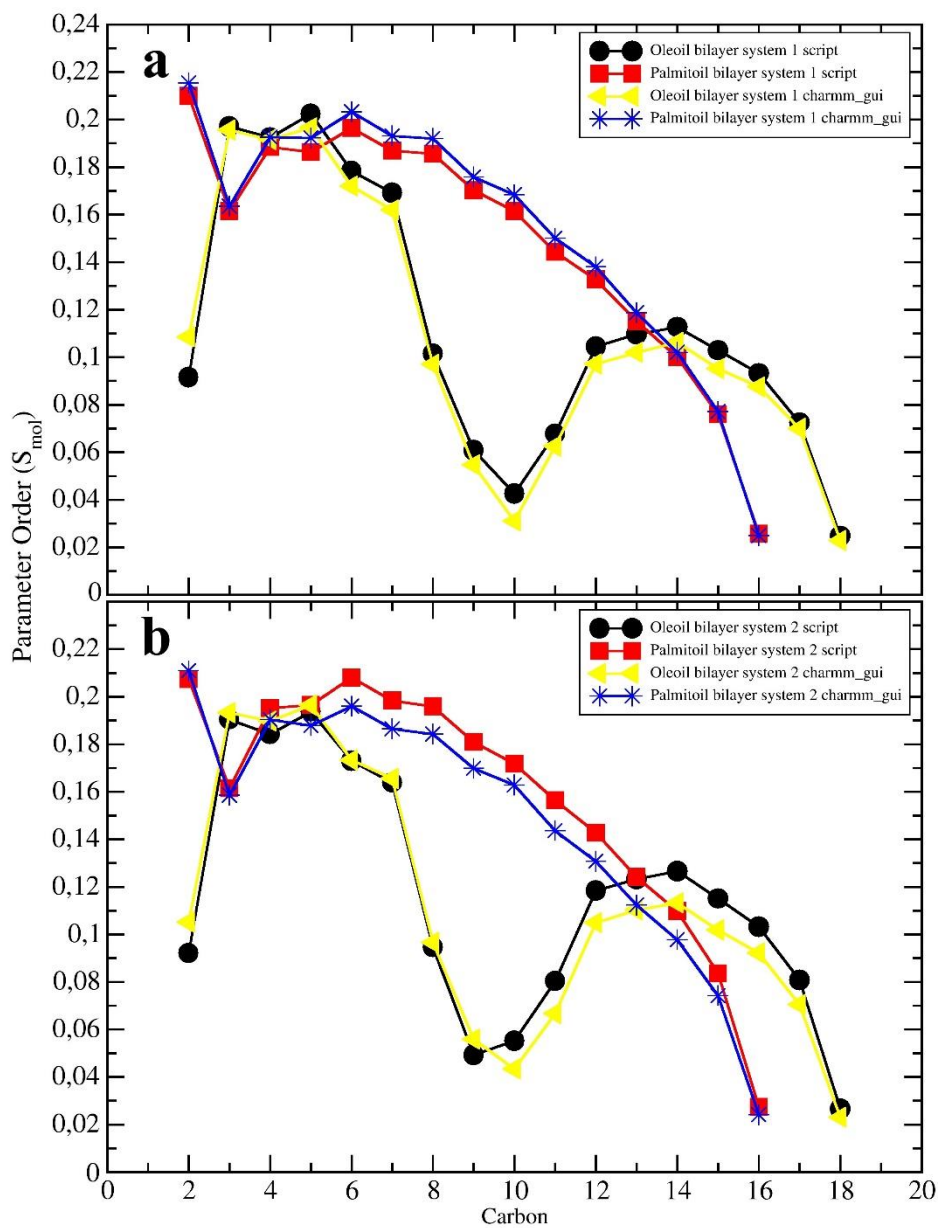 0,24
a
Oleoil bilayer system 1 script
Palmitoil bilayer system 1 script
Oleoil bilayer system 1 charmm_gui
Palmitoil bilayer system 1 charmm_gui
0,22
0,2
0,18
0,16
0,14
0,12
0,1
0,08
0,06
0,04
0,02
0
Parameter Order (S_mol)
b
Oleoil bilayer system 2 script
Palmitoil bilayer system 2 script
Oleoil bilayer system 2 charmm_gui
Palmitoil bilayer system 2 charmm_gui
0,22
0,2
0,18
0,16
0,14
0,12
0,1
0,08
0,06
0,04
0,02
0
0 2 4 6 8 10 12 14 16 18 20
Carbon